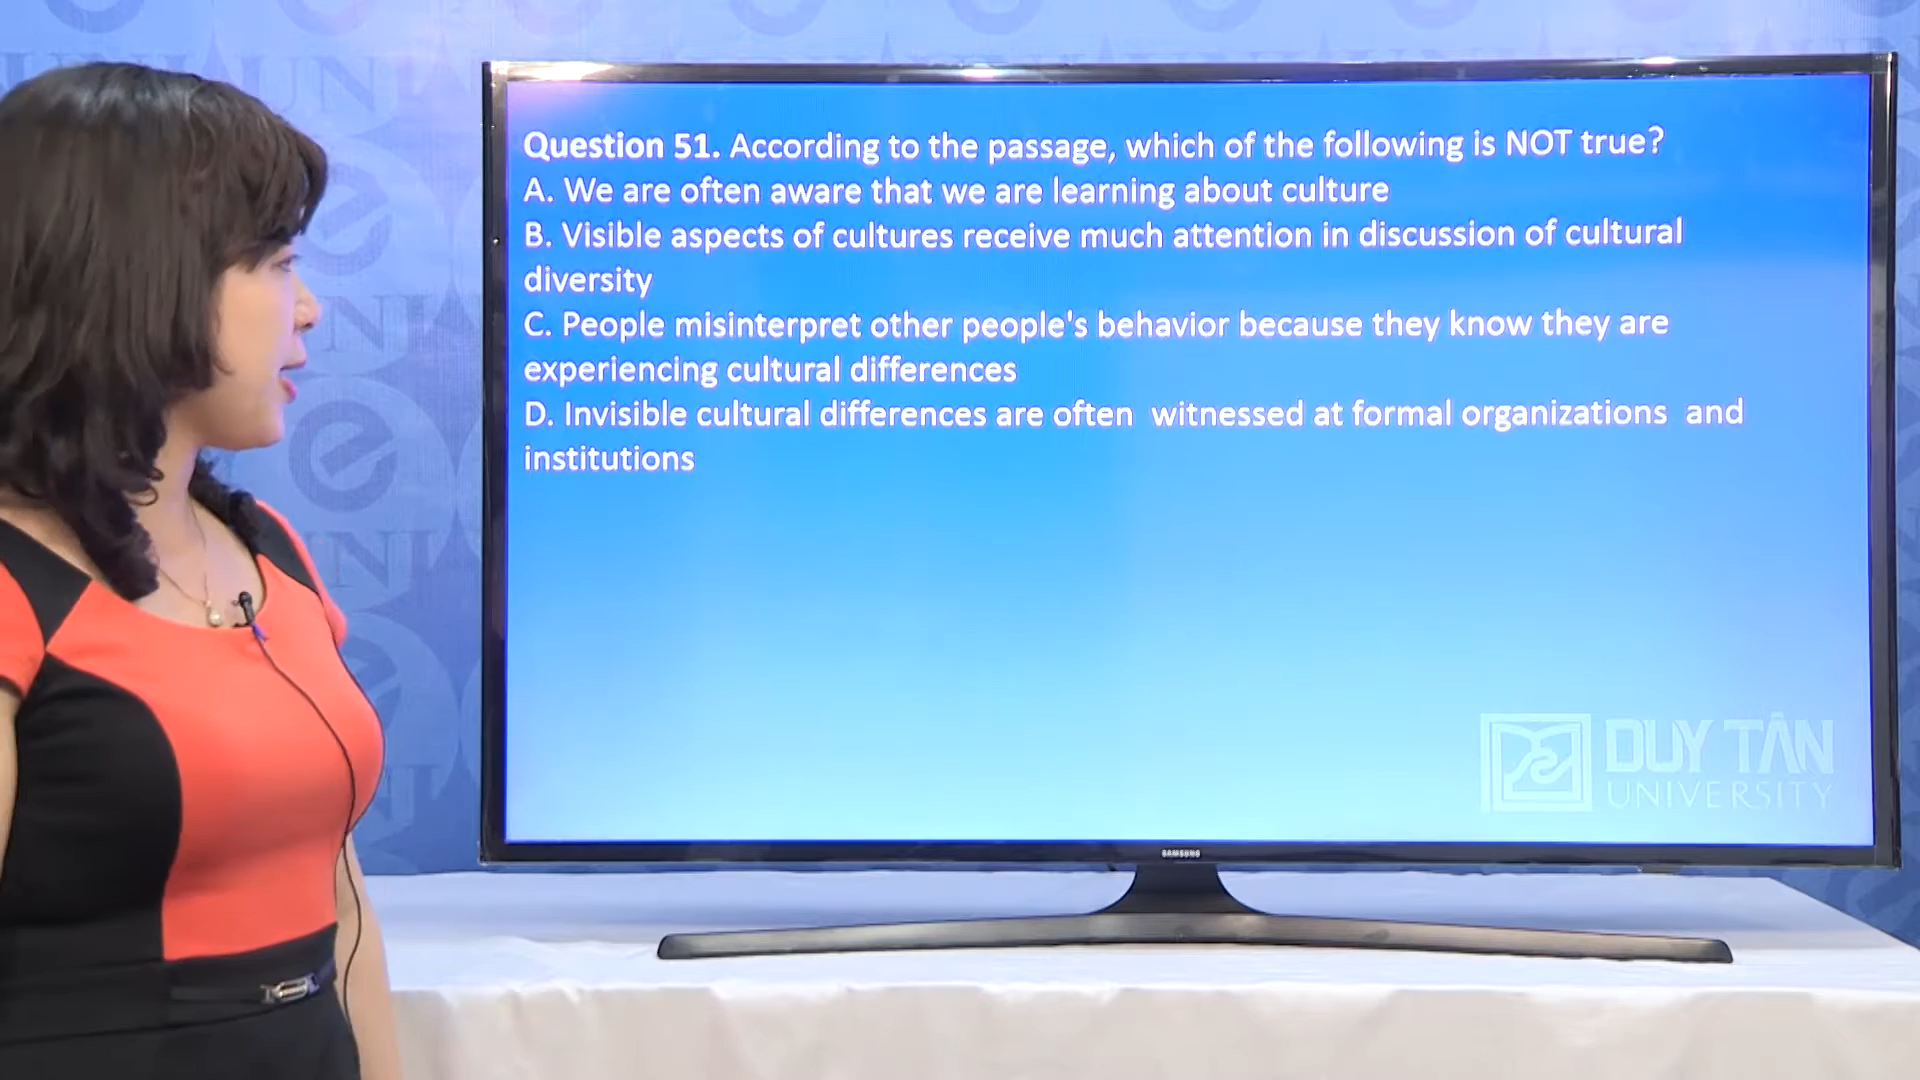 Question 51. According to the passage, which of the following is NOT true?
A. We are often aware that we are learning about culture
B. Visible aspects of cultures receive much attention in discussion of cultural
diversity
C. People misinterpret other people's behavior because they know they are
experiencing cultural differences
D. Invisible cultural differences are often witnessed at formal organizations and
institutions
DUY TÂN
UNIVERSITY
SAMSUNG